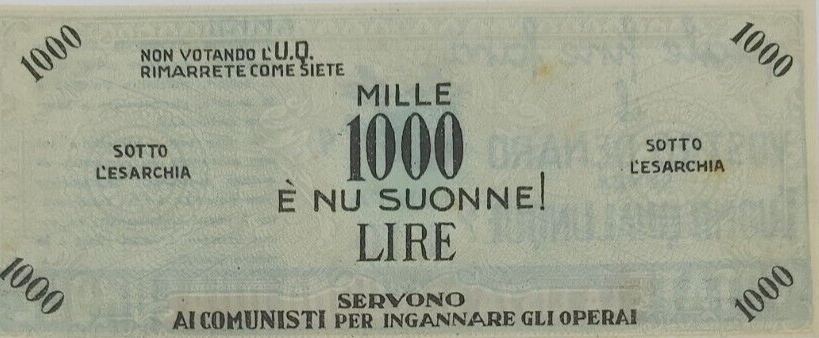 1000
1000
NON VOTANDO L'U.Q.
RIMARRETE COME SIETE
MILLE
1000
È NU SUONNE!
LIRE
SOTTO
L'ESARCHIA
SOTTO
L'ESARCHIA
1000
1000
SERVONO
AI COMUNISTI PER INGANNARE GLI OPERAI